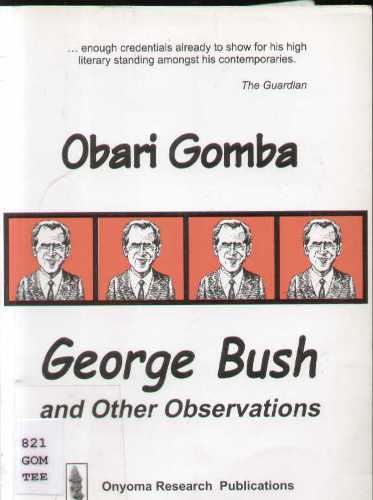 ... enough credentials already to show for his high
literary standing amongst his contemporaries.
The Guardian
Obari Gomba
George Bush
and Other Observations
821
GOM
TEE
Onyoma Research Publications